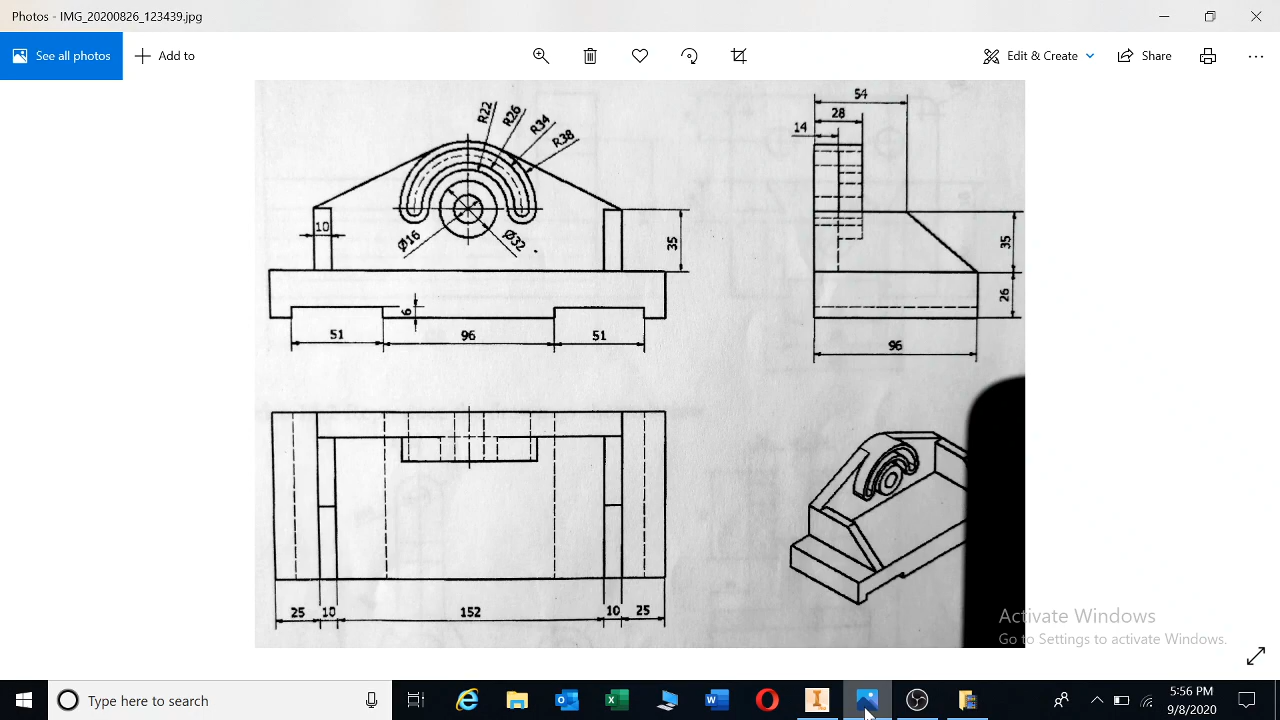 Photos - IMG_20200826_123439.jpg
See all photos
Add to
Edit & Create
Share
R22
R26
R34
R38
10
Ø16
Ø32
35
6
51
96
51
54
28
14
35
26
96
25
10
152
10
25
Activate Windows
Go to Settings to activate Windows.
Type here to search
5:56 PM
9/8/2020